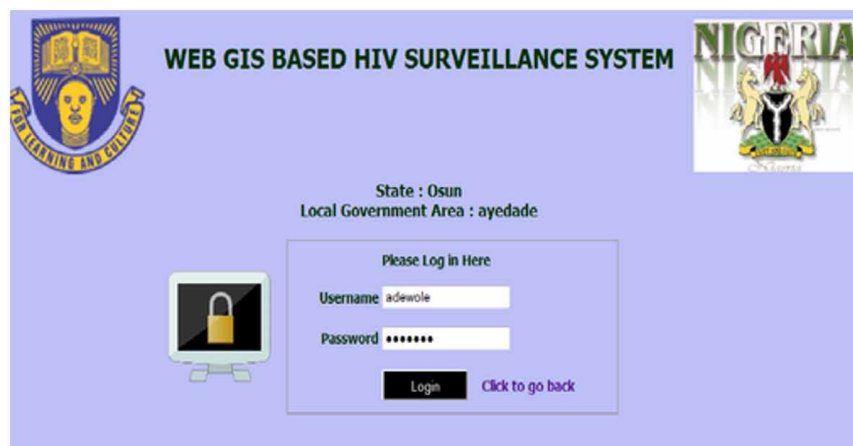 WEB GIS BASED HIV SURVEILLANCE SYSTEM
NIGERIA
FOR LEARNING AND CULTURE
State : Osun
Local Government Area : ayedade
Please Log in Here
Username adewole
Password •••••••
Login Click to go back